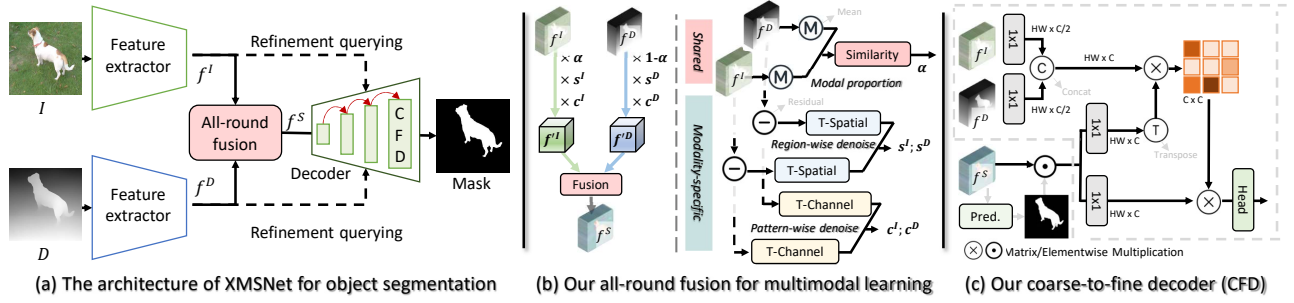 Feature
extractor
Refinement querying
I
f^I
All-round
fusion
f^S
C
F
D
Decoder
Mask
Feature
extractor
f^D
D
Refinement querying
(a) The architecture of XMSNet for object segmentation
f^I
f^D
× α
× s^I
× c^I
× 1-α
× s^D
× c^D
f'^I
f'^D
Fusion
f^S
Shared
Modality-specific
f^D
f^I
M
Mean
M
Similarity
α
Modal proportion
Residual
T-Spatial
Region-wise denoise
s^I; s^D
T-Spatial
T-Channel
Pattern-wise denoise
c^I; c^D
T-Channel
(b) Our all-round fusion for multimodal learning
f^I
1x1
HW x C/2
C
Concat
HW x C
f^D
1x1
HW x C/2
C x C
1x1
HW x C
T
Transpose
f^S
1x1
HW x C
Head
Pred.
Matrix/Elementwise Multiplication
(c) Our coarse-to-fine decoder (CFD)